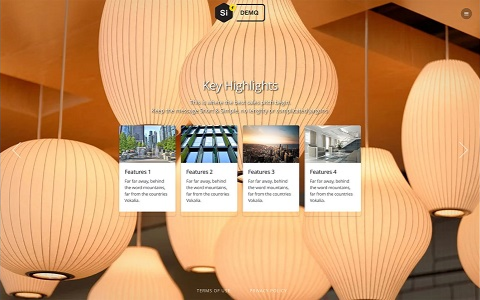 Si
DEMO
Key Highlights
This is where the best sales pitch begin.
Keep the message Short & Simple, no lengthy or complicated jargons.
Features 1
Far far away, behind
the word mountains,
far from the countries
Vokalia.
Features 2
Far far away, behind
the word mountains,
far from the countries
Vokalia.
Features 3
Far far away, behind
the word mountains,
far from the countries
Vokalia.
Features 4
Far far away, behind
the word mountains,
far from the countries
Vokalia.
TERMS OF USE